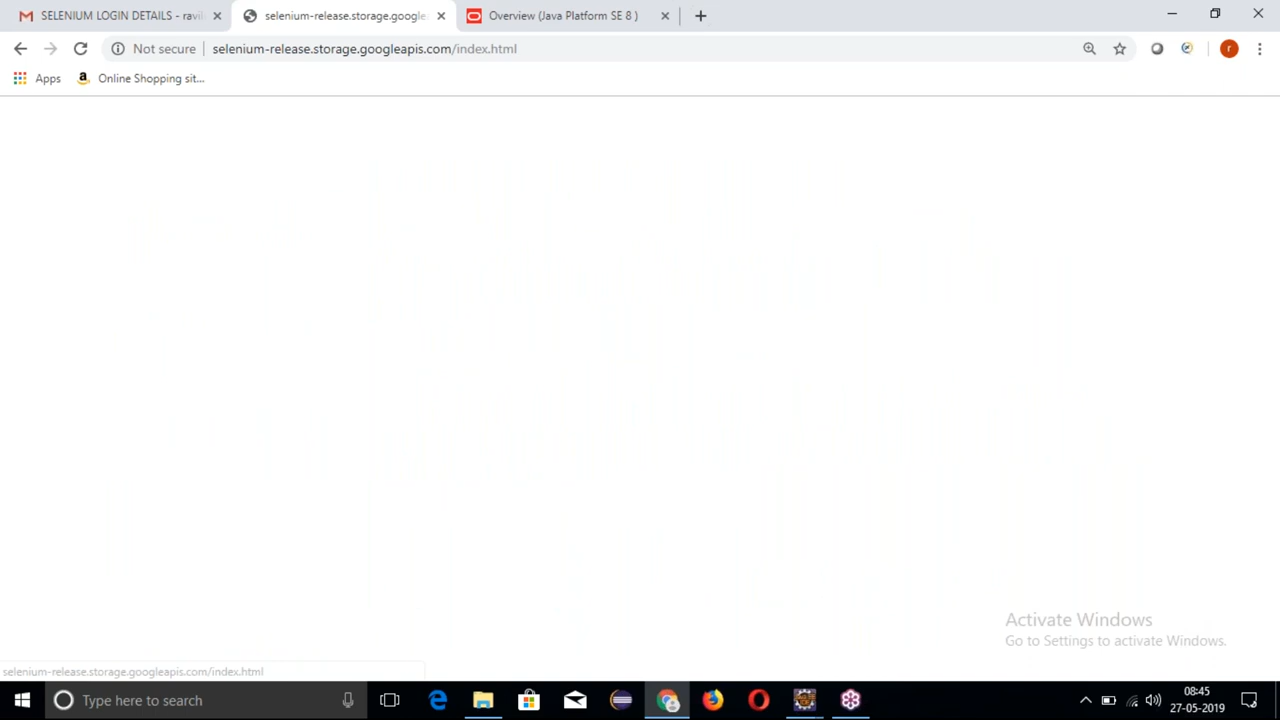 SELENIUM LOGIN DETAILS - ravil
selenium-release.storage.google
Overview (Java Platform SE 8 )
Not secure
selenium-release.storage.googleapis.com/index.html
r
Apps
Online Shopping sit...
Activate Windows
Go to Settings to activate Windows.
selenium-release.storage.googleapis.com/index.html
Type here to search
08:45
27-05-2019